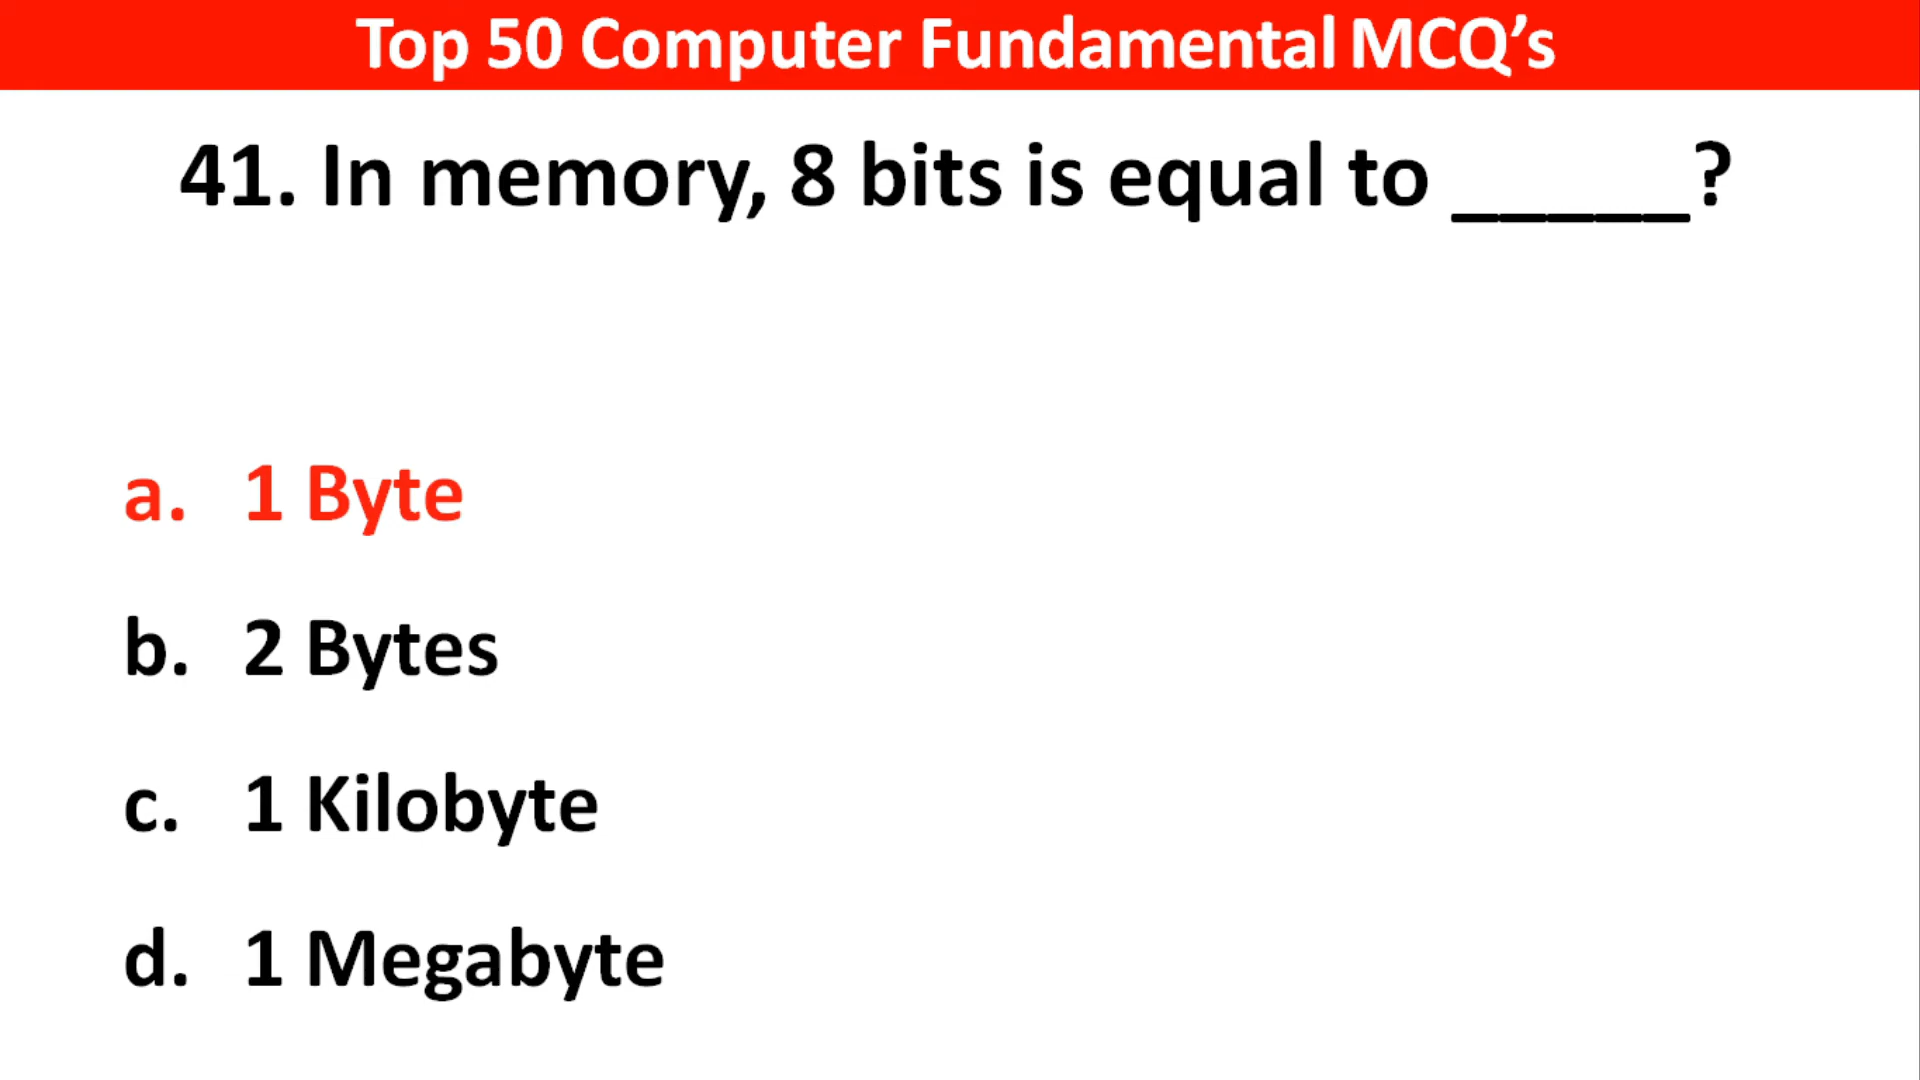 Top 50 Computer Fundamental MCQ’s
41. In memory, 8 bits is equal to _____?
a. 1 Byte
b. 2 Bytes
c. 1 Kilobyte
d. 1 Megabyte